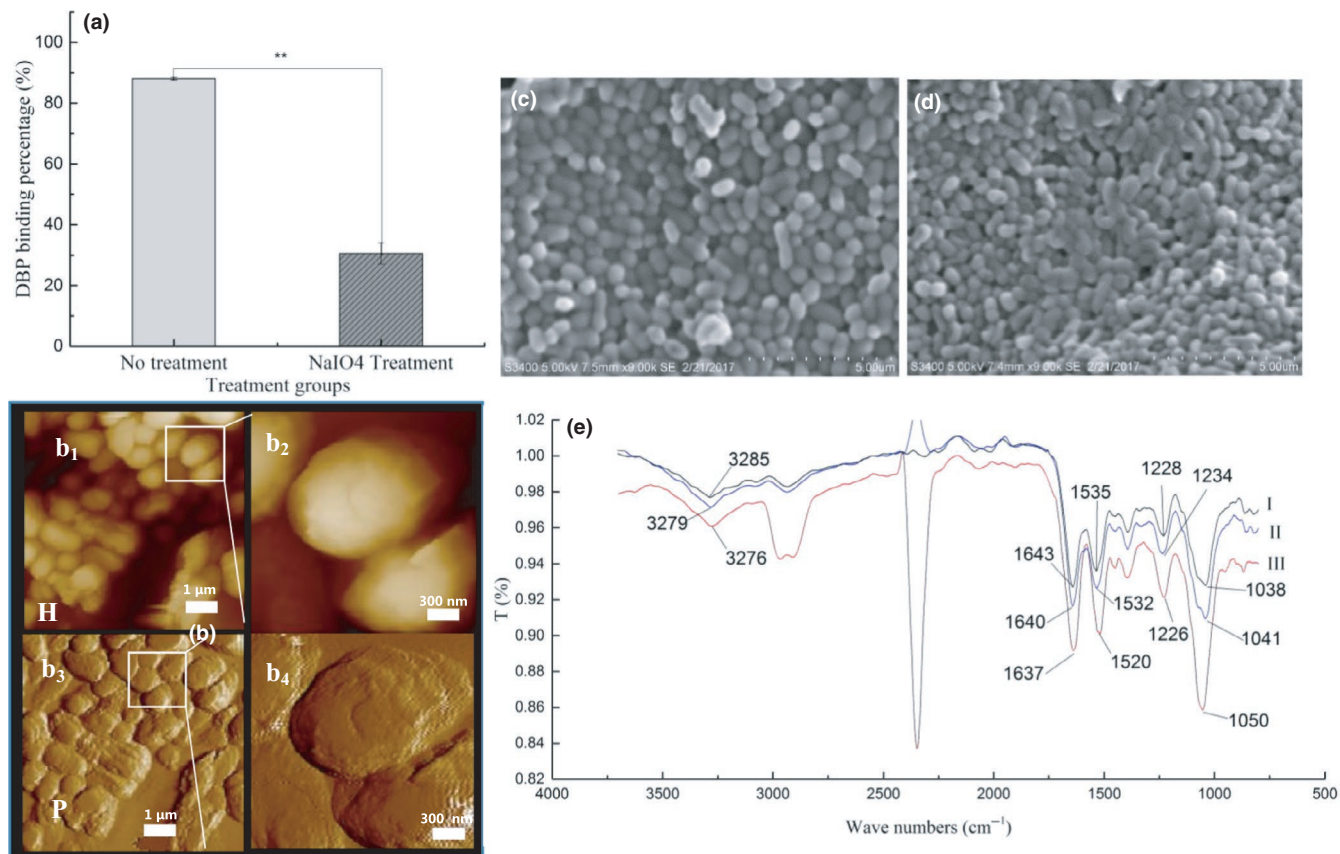 (a)
**
DBP binding percentage (%)
100
80
60
40
20
0
No treatment
NaIO4 Treatment
Treatment groups
(c)
S3400 5.00kV 7.5mm x9.00k SE 2/21/2017
5.00um
(d)
S3400 5.00kV 7.4mm x9.00k SE 2/21/2017
5.00um
b1
1 μm
H
b2
300 nm
(b)
b3
1 μm
P
b4
300 nm
(e)
T (%)
1.02
1.00
0.98
0.96
0.94
0.92
0.90
0.88
0.86
0.84
0.82
3285
3279
3276
1643
1640
1637
1535
1532
1520
1228
1234
1226
I
II
III
1038
1041
1050
4000 3500 3000 2500 2000 1500 1000 500
Wave numbers (cm⁻¹)